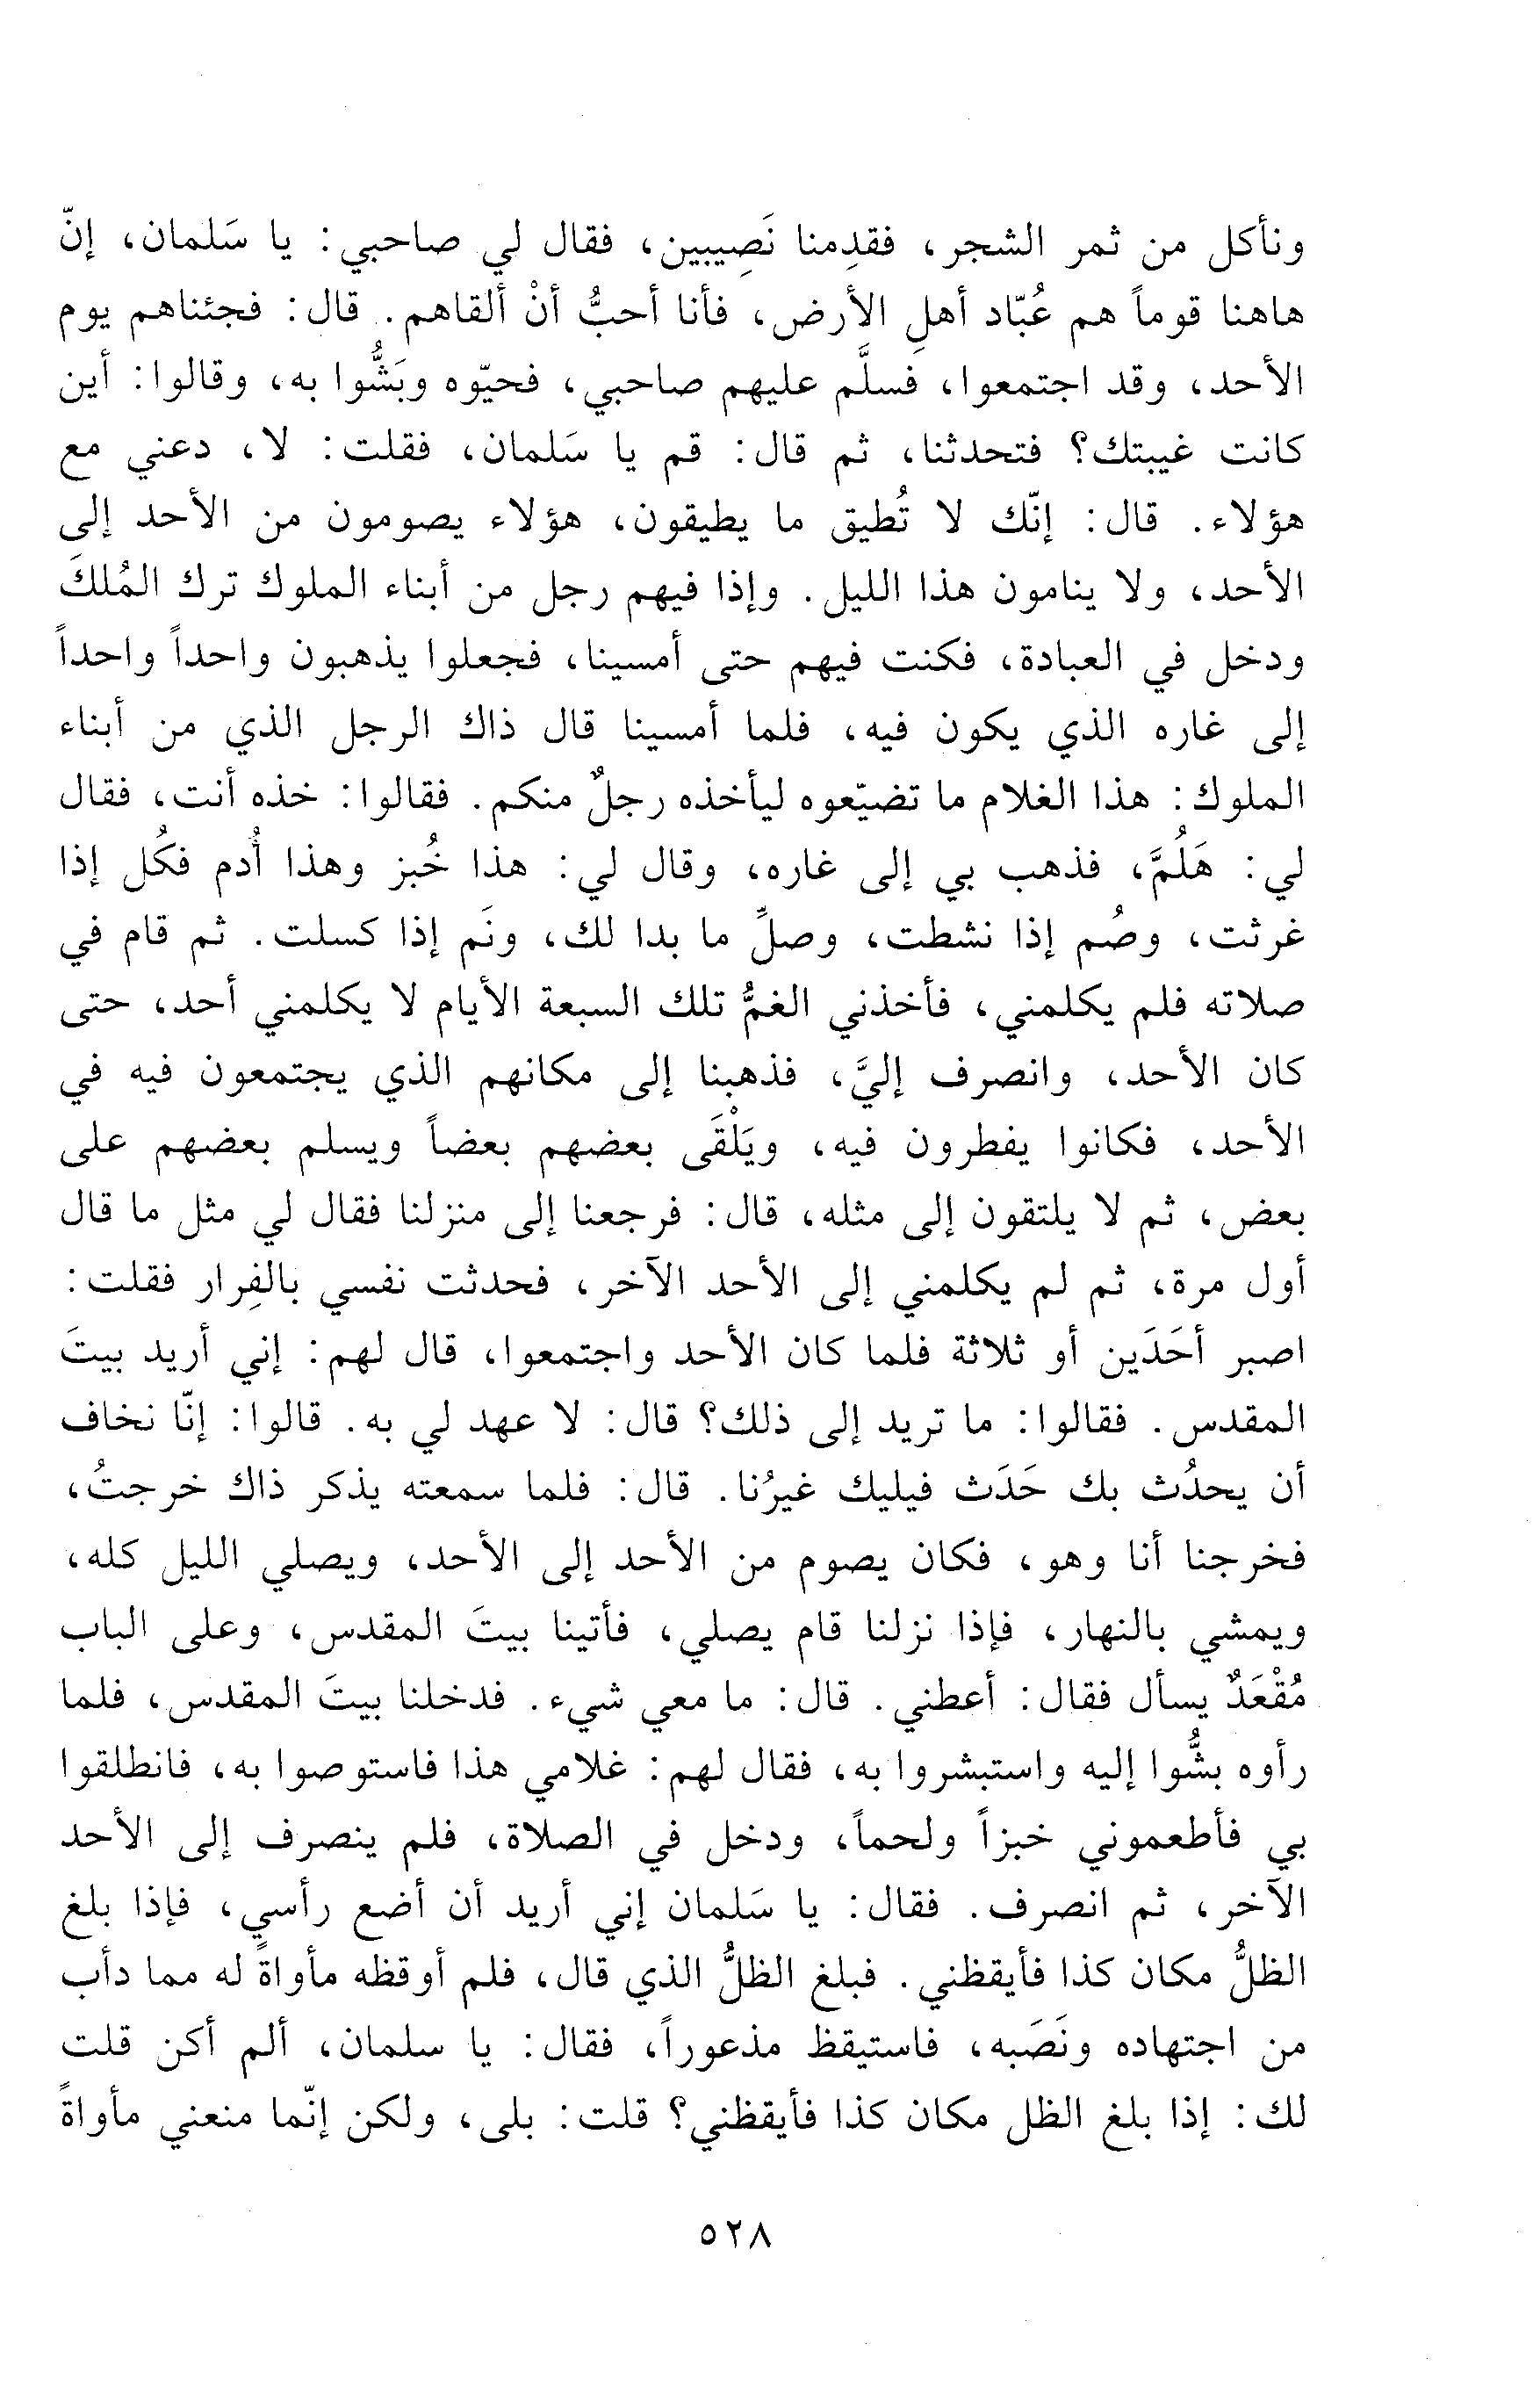 ونأكل من ثمر الشجر، فقدِمنا نَصِيبين، فقال لي صاحبي: يا سَلمان، إنّ
هاهنا قوماً هم عُبّاد أهلِ الأرض، فأنا أحبُّ أنْ ألقاهم. قال: فجئناهم يوم
الأحد، وقد اجتمعوا، فسلَّم عليهم صاحبي، فحيّوه وبَشُّوا به، وقالوا: أين
كانت غيبتك؟ فتحدثنا، ثم قال: قم يا سَلمان، فقلت: لا، دعني مع
هؤلاء. قال: إنّك لا تُطيق ما يطيقون، هؤلاء يصومون من الأحد إلى
الأحد، ولا ينامون هذا الليل. وإذا فيهم رجل من أبناء الملوك ترك المُلكَ
ودخل في العبادة، فكنت فيهم حتى أمسينا، فجعلوا يذهبون واحداً واحداً
إلى غاره الذي يكون فيه، فلما أمسينا قال ذاك الرجل الذي من أبناء
الملوك: هذا الغلام ما تضيّعوه ليأخذه رجلٌ منكم. فقالوا: خذه أنت، فقال
لي: هَلُمَّ، فذهب بي إلى غاره، وقال لي: هذا خُبز وهذا أُدم فكُل إذا
غرثت، وصُم إذا نشطت، وصلِّ ما بدا لك، ونَم إذا كسلت. ثم قام في
صلاته فلم يكلمني، فأخذني الغمُّ تلك السبعة الأيام لا يكلمني أحد، حتى
كان الأحد، وانصرف إليَّ، فذهبنا إلى مكانهم الذي يجتمعون فيه في
الأحد، فكانوا يفطرون فيه، ويَلْقَى بعضهم بعضاً ويسلم بعضهم على
بعض، ثم لا يلتقون إلى مثله، قال: فرجعنا إلى منزلنا فقال لي مثل ما قال
أول مرة، ثم لم يكلمني إلى الأحد الآخر، فحدثت نفسي بالفِرار فقلت:
اصبر أحَدَين أو ثلاثة فلما كان الأحد واجتمعوا، قال لهم: إني أريد بيتَ
المقدس. فقالوا: ما تريد إلى ذلك؟ قال: لا عهد لي به. قالوا: إنّا نخاف
أن يحدُث بك حَدَث فيليك غيرُنا. قال: فلما سمعته يذكر ذاك خرجتُ،
فخرجنا أنا وهو، فكان يصوم من الأحد إلى الأحد، ويصلي الليل كله،
ويمشي بالنهار، فإذا نزلنا قام يصلي، فأتينا بيتَ المقدس، وعلى الباب
مُقْعَدٌ يسأل فقال: أعطني. قال: ما معي شيء. فدخلنا بيتَ المقدس، فلما
رأوه بشُّوا إليه واستبشروا به، فقال لهم: غلامي هذا فاستوصوا به، فانطلقوا
بي فأطعموني خبزاً ولحماً، ودخل في الصلاة، فلم ينصرف إلى الأحد
الآخر، ثم انصرف. فقال: يا سَلمان إني أريد أن أضع رأسي، فإذا بلغ
الظلُّ مكان كذا فأيقظني. فبلغ الظلُّ الذي قال، فلم أوقظه مأواةً له مما دأب
من اجتهاده ونَصَبه، فاستيقظ مذعوراً، فقال: يا سلمان، ألم أكن قلت
لك: إذا بلغ الظل مكان كذا فأيقظني؟ قلت: بلى، ولكن إنّما منعني مأواةً
٥٢٨